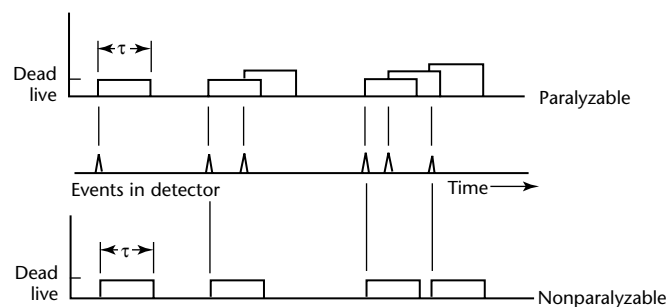 τ
Dead
live
Paralyzable
Events in detector
Time
τ
Dead
live
Nonparalyzable